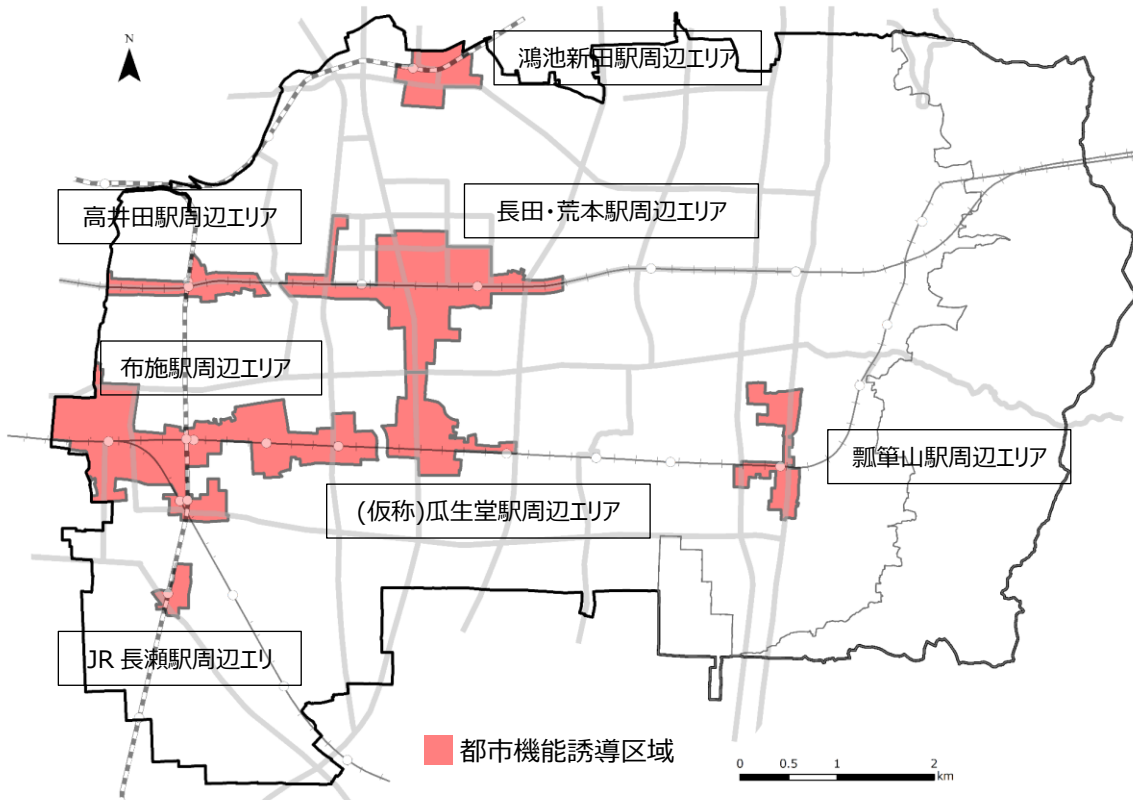 N
鴻池新田駅周辺エリア
高井田駅周辺エリア
長田・荒本駅周辺エリア
布施駅周辺エリア
瓢箪山駅周辺エリア
(仮称)瓜生堂駅周辺エリア
JR 長瀬駅周辺エリ
都市機能誘導区域
0 0.5 1 2
km